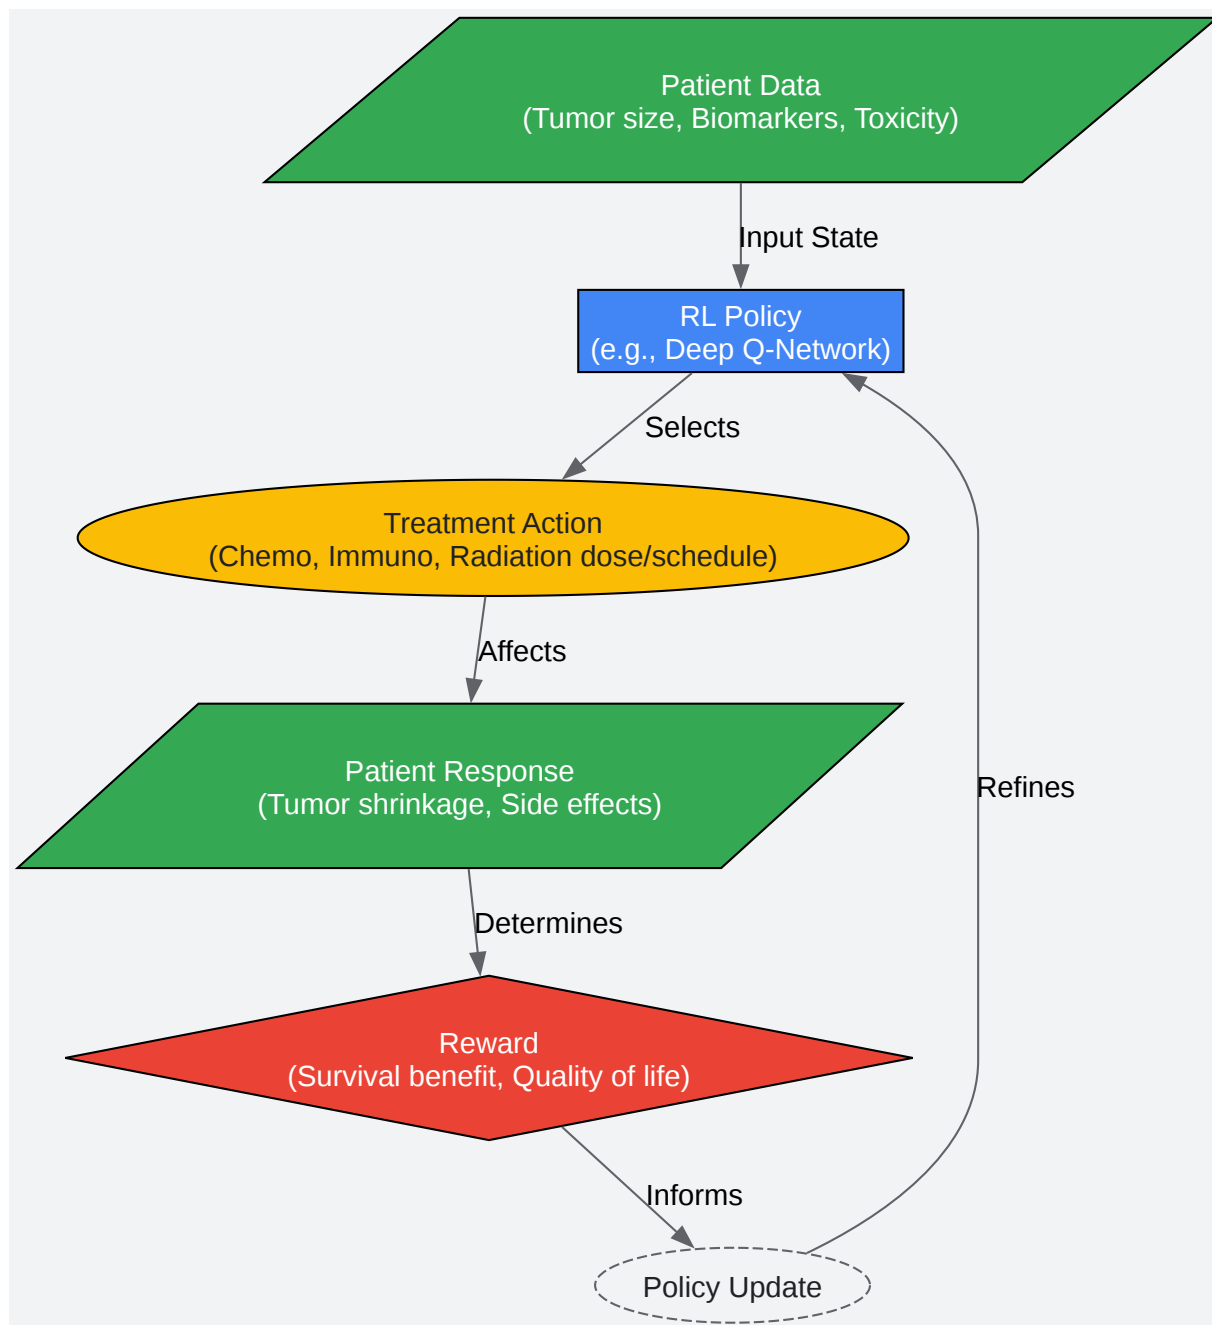 Patient Data
(Tumor size, Biomarkers, Toxicity)
Input State
RL Policy
(e.g., Deep Q-Network)
Selects
Treatment Action
(Chemo, Immuno, Radiation dose/schedule)
Affects
Patient Response
(Tumor shrinkage, Side effects)
Refines
Determines
Reward
(Survival benefit, Quality of life)
Informs
Policy Update